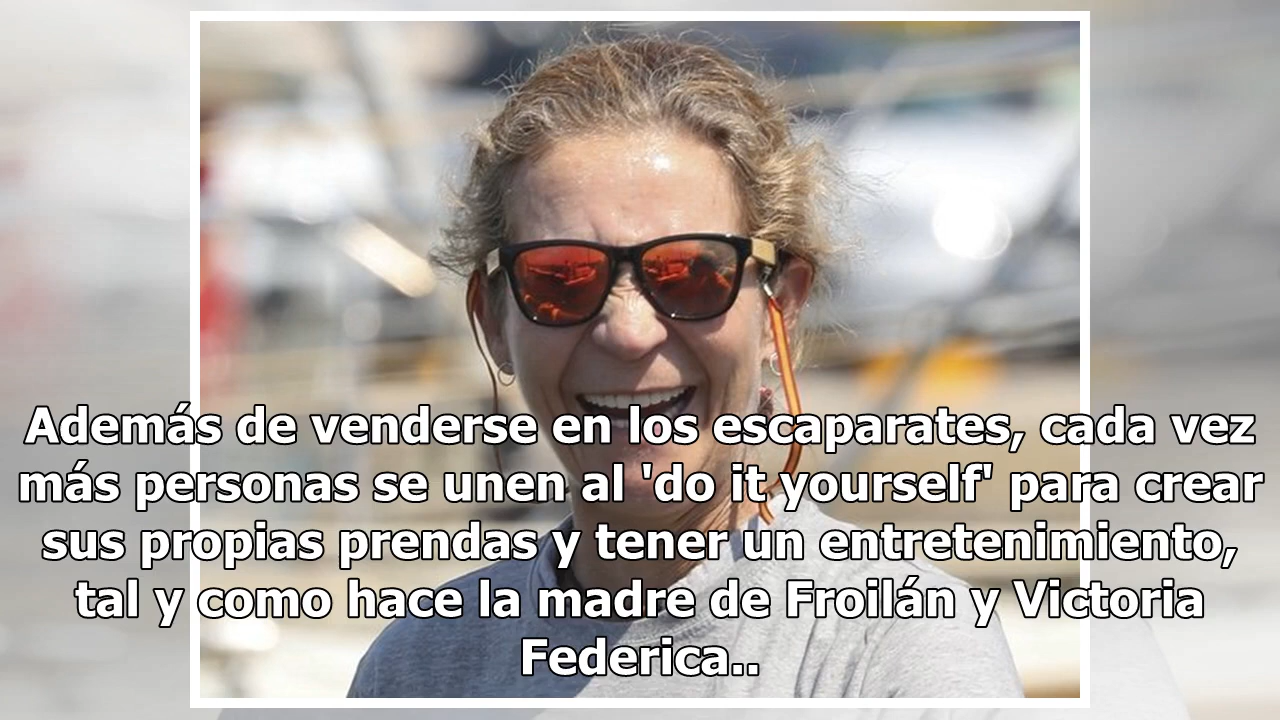 Además de venderse en los escaparates, cada vez
más personas se unen al 'do it yourself' para crear
sus propias prendas y tener un entretenimiento,
tal y como hace la madre de Froilán y Victoria
Federica..